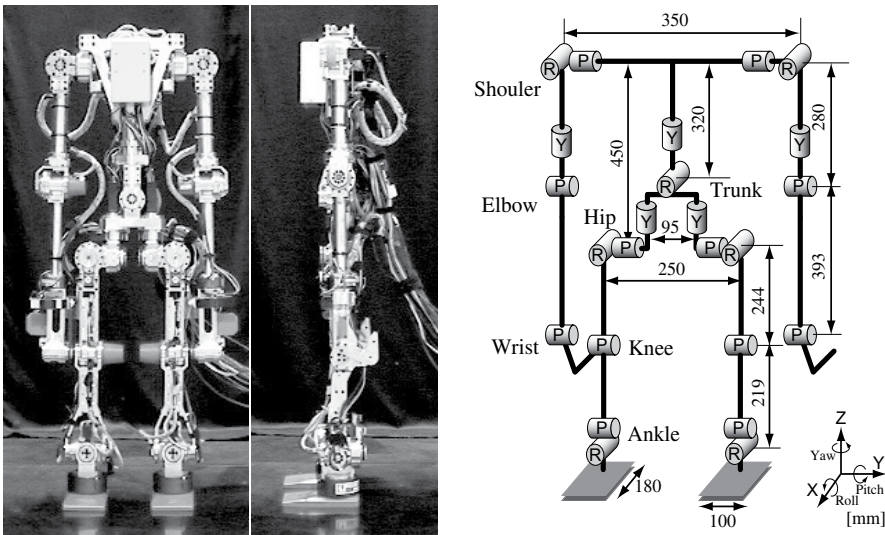 350
R P P R
Shouler
Y Y Y
450
320
280
Elbow
P R Trunk P
Hip Y 95 Y
R P P R
250
244
393
Wrist
P P Knee P P
219
P Ankle P
R R
180
100
Z
Yaw
Y
X Roll Pitch
[mm]